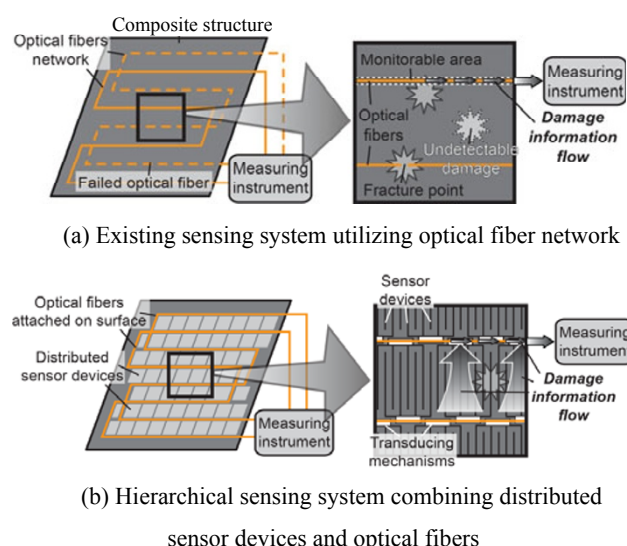 Composite structure
Optical fibers
network
Failed optical fiber
Measuring
instrument
Monitorable area
Optical
fibers
Undetectable
damage
Fracture point
Measuring
instrument
Damage
information
flow
(a) Existing sensing system utilizing optical fiber network
Optical fibers
attached on surface
Distributed
sensor devices
Measuring
instrument
Sensor
devices
Transducing
mechanisms
Measuring
instrument
Damage
information
flow
(b) Hierarchical sensing system combining distributed
sensor devices and optical fibers